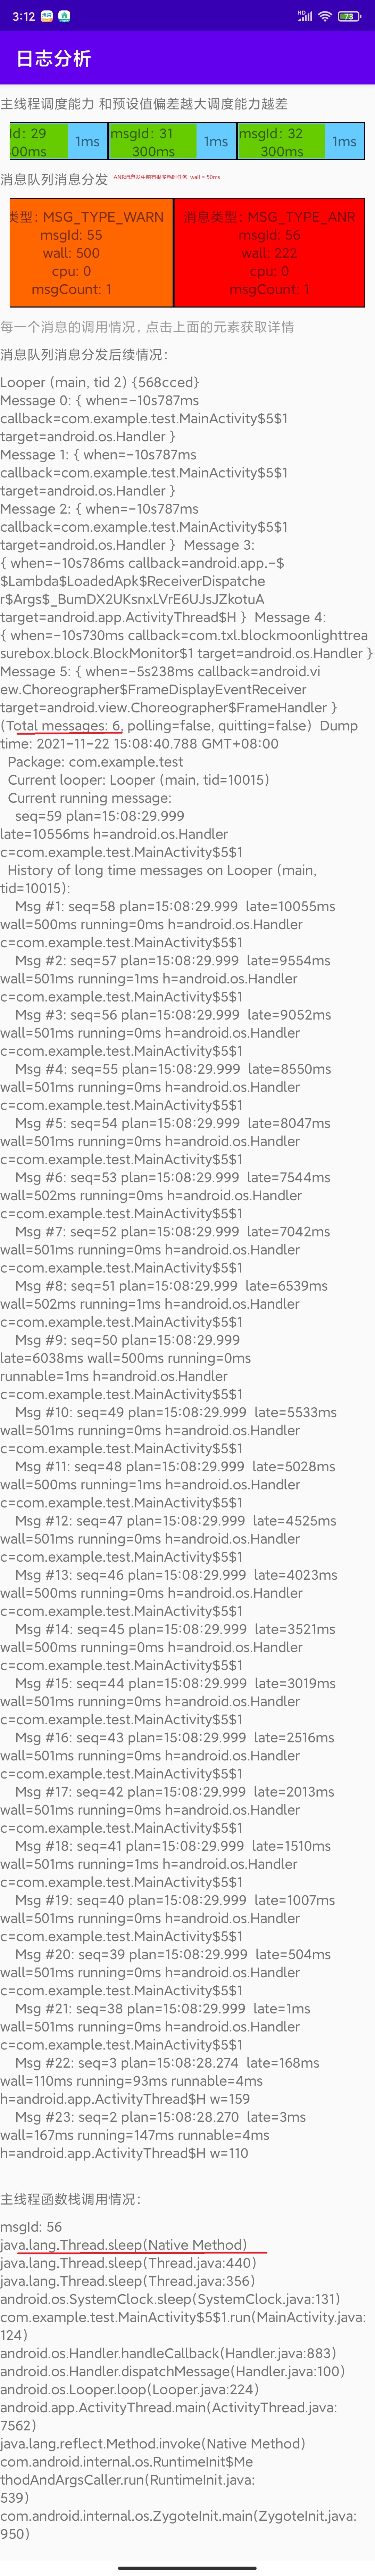 3:12
HD
73
日志分析
主线程调度能力 和预设值偏差越大调度能力越差
Id: 29
300ms
1ms
msgId: 31
300ms
1ms
msgId: 32
300ms
1ms
消息队列消息分发
类型: MSG_TYPE_WARN
msgId: 55
wall: 500
cpu: 0
msgCount: 1
消息类型: MSG_TYPE_ANR
msgId: 56
wall: 222
cpu: 0
msgCount: 1
每一个消息的调用情况, 点击上面的元素获取详情
消息队列消息分发后续情况:
Looper (main, tid 2) {568cced}
Message 0: { when=-10s787ms
callback=com.example.test.MainActivity$5$1
target=android.os.Handler }
Message 1: { when=-10s787ms
callback=com.example.test.MainActivity$5$1
target=android.os.Handler }
Message 2: { when=-10s787ms
callback=com.example.test.MainActivity$5$1
target=android.os.Handler }  Message 3:
{ when=-10s786ms callback=android.app.-$
$Lambda$LoadedApk$ReceiverDispatche
r$Args$_BumDX2UKsnxLVrE6UJsJZkotuA
target=android.app.ActivityThread$H }  Message 4:
{ when=-10s730ms callback=com.txl.blockmoonlighttrea
surebox.block.BlockMonitor$1 target=android.os.Handler }
Message 5: { when=-5s238ms callback=android.vi
ew.Choreographer$FrameDisplayEventReceiver
target=android.view.Choreographer$FrameHandler }
(Total messages: 6, polling=false, quitting=false)  Dump
time: 2021-11-22 15:08:40.788 GMT+08:00
Package: com.example.test
Current looper: Looper (main, tid=10015)
Current running message:
seq=59 plan=15:08:29.999
late=10556ms h=android.os.Handler
c=com.example.test.MainActivity$5$1
History of long time messages on Looper (main,
tid=10015):
Msg #1: seq=58 plan=15:08:29.999  late=10055ms
wall=500ms running=0ms h=android.os.Handler
c=com.example.test.MainActivity$5$1
Msg #2: seq=57 plan=15:08:29.999  late=9554ms
wall=501ms running=1ms h=android.os.Handler
c=com.example.test.MainActivity$5$1
Msg #3: seq=56 plan=15:08:29.999  late=9052ms
wall=501ms running=0ms h=android.os.Handler
c=com.example.test.MainActivity$5$1
Msg #4: seq=55 plan=15:08:29.999  late=8550ms
wall=501ms running=0ms h=android.os.Handler
c=com.example.test.MainActivity$5$1
Msg #5: seq=54 plan=15:08:29.999  late=8047ms
wall=501ms running=0ms h=android.os.Handler
c=com.example.test.MainActivity$5$1
Msg #6: seq=53 plan=15:08:29.999  late=7544ms
wall=502ms running=0ms h=android.os.Handler
c=com.example.test.MainActivity$5$1
Msg #7: seq=52 plan=15:08:29.999  late=7042ms
wall=501ms running=0ms h=android.os.Handler
c=com.example.test.MainActivity$5$1
Msg #8: seq=51 plan=15:08:29.999  late=6539ms
wall=502ms running=1ms h=android.os.Handler
c=com.example.test.MainActivity$5$1
Msg #9: seq=50 plan=15:08:29.999
late=6038ms wall=500ms running=0ms
runnable=1ms h=android.os.Handler
c=com.example.test.MainActivity$5$1
Msg #10: seq=49 plan=15:08:29.999  late=5533ms
wall=501ms running=0ms h=android.os.Handler
c=com.example.test.MainActivity$5$1
Msg #11: seq=48 plan=15:08:29.999  late=5028ms
wall=500ms running=1ms h=android.os.Handler
c=com.example.test.MainActivity$5$1
Msg #12: seq=47 plan=15:08:29.999  late=4525ms
wall=501ms running=0ms h=android.os.Handler
c=com.example.test.MainActivity$5$1
Msg #13: seq=46 plan=15:08:29.999  late=4023ms
wall=500ms running=0ms h=android.os.Handler
c=com.example.test.MainActivity$5$1
Msg #14: seq=45 plan=15:08:29.999  late=3521ms
wall=500ms running=0ms h=android.os.Handler
c=com.example.test.MainActivity$5$1
Msg #15: seq=44 plan=15:08:29.999  late=3019ms
wall=501ms running=0ms h=android.os.Handler
c=com.example.test.MainActivity$5$1
Msg #16: seq=43 plan=15:08:29.999  late=2516ms
wall=501ms running=0ms h=android.os.Handler
c=com.example.test.MainActivity$5$1
Msg #17: seq=42 plan=15:08:29.999  late=2013ms
wall=501ms running=0ms h=android.os.Handler
c=com.example.test.MainActivity$5$1
Msg #18: seq=41 plan=15:08:29.999  late=1510ms
wall=501ms running=1ms h=android.os.Handler
c=com.example.test.MainActivity$5$1
Msg #19: seq=40 plan=15:08:29.999  late=1007ms
wall=501ms running=0ms h=android.os.Handler
c=com.example.test.MainActivity$5$1
Msg #20: seq=39 plan=15:08:29.999  late=504ms
wall=501ms running=0ms h=android.os.Handler
c=com.example.test.MainActivity$5$1
Msg #21: seq=38 plan=15:08:29.999  late=1ms
wall=501ms running=0ms h=android.os.Handler
c=com.example.test.MainActivity$5$1
Msg #22: seq=3 plan=15:08:28.274  late=168ms
wall=110ms running=93ms runnable=4ms
h=android.app.ActivityThread$H w=159
Msg #23: seq=2 plan=15:08:28.270  late=3ms
wall=167ms running=147ms runnable=4ms
h=android.app.ActivityThread$H w=110
主线程函数栈调用情况:
msgId: 56
java.lang.Thread.sleep(Native Method)
java.lang.Thread.sleep(Thread.java:440)
java.lang.Thread.sleep(Thread.java:356)
android.os.SystemClock.sleep(SystemClock.java:131)
com.example.test.MainActivity$5$1.run(MainActivity.java:
124)
android.os.Handler.handleCallback(Handler.java:883)
android.os.Handler.dispatchMessage(Handler.java:100)
android.os.Looper.loop(Looper.java:224)
android.app.ActivityThread.main(ActivityThread.java:
7562)
java.lang.reflect.Method.invoke(Native Method)
com.android.internal.os.RuntimeInit$Me
thodAndArgsCaller.run(RuntimeInit.java:
539)
com.android.internal.os.ZygoteInit.main(ZygoteInit.java:
950)